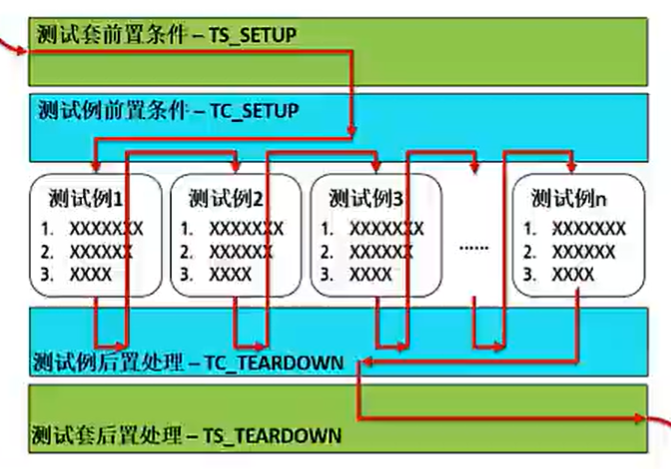 测试套前置条件 – TS_SETUP
测试例前置条件 – TC_SETUP
测试例1
1. XXXXXXX
2. XXXXXX
3. XXXX
测试例2
1. XXXXXXX
2. XXXXXX
3. XXXX
测试例3
1. XXXXXXX
2. XXXXXX
3. XXXX
......
测试例n
1. XXXXXXX
2. XXXXXX
3. XXXX
测试例后置处理 – TC_TEARDOWN
测试套后置处理 – TS_TEARDOWN